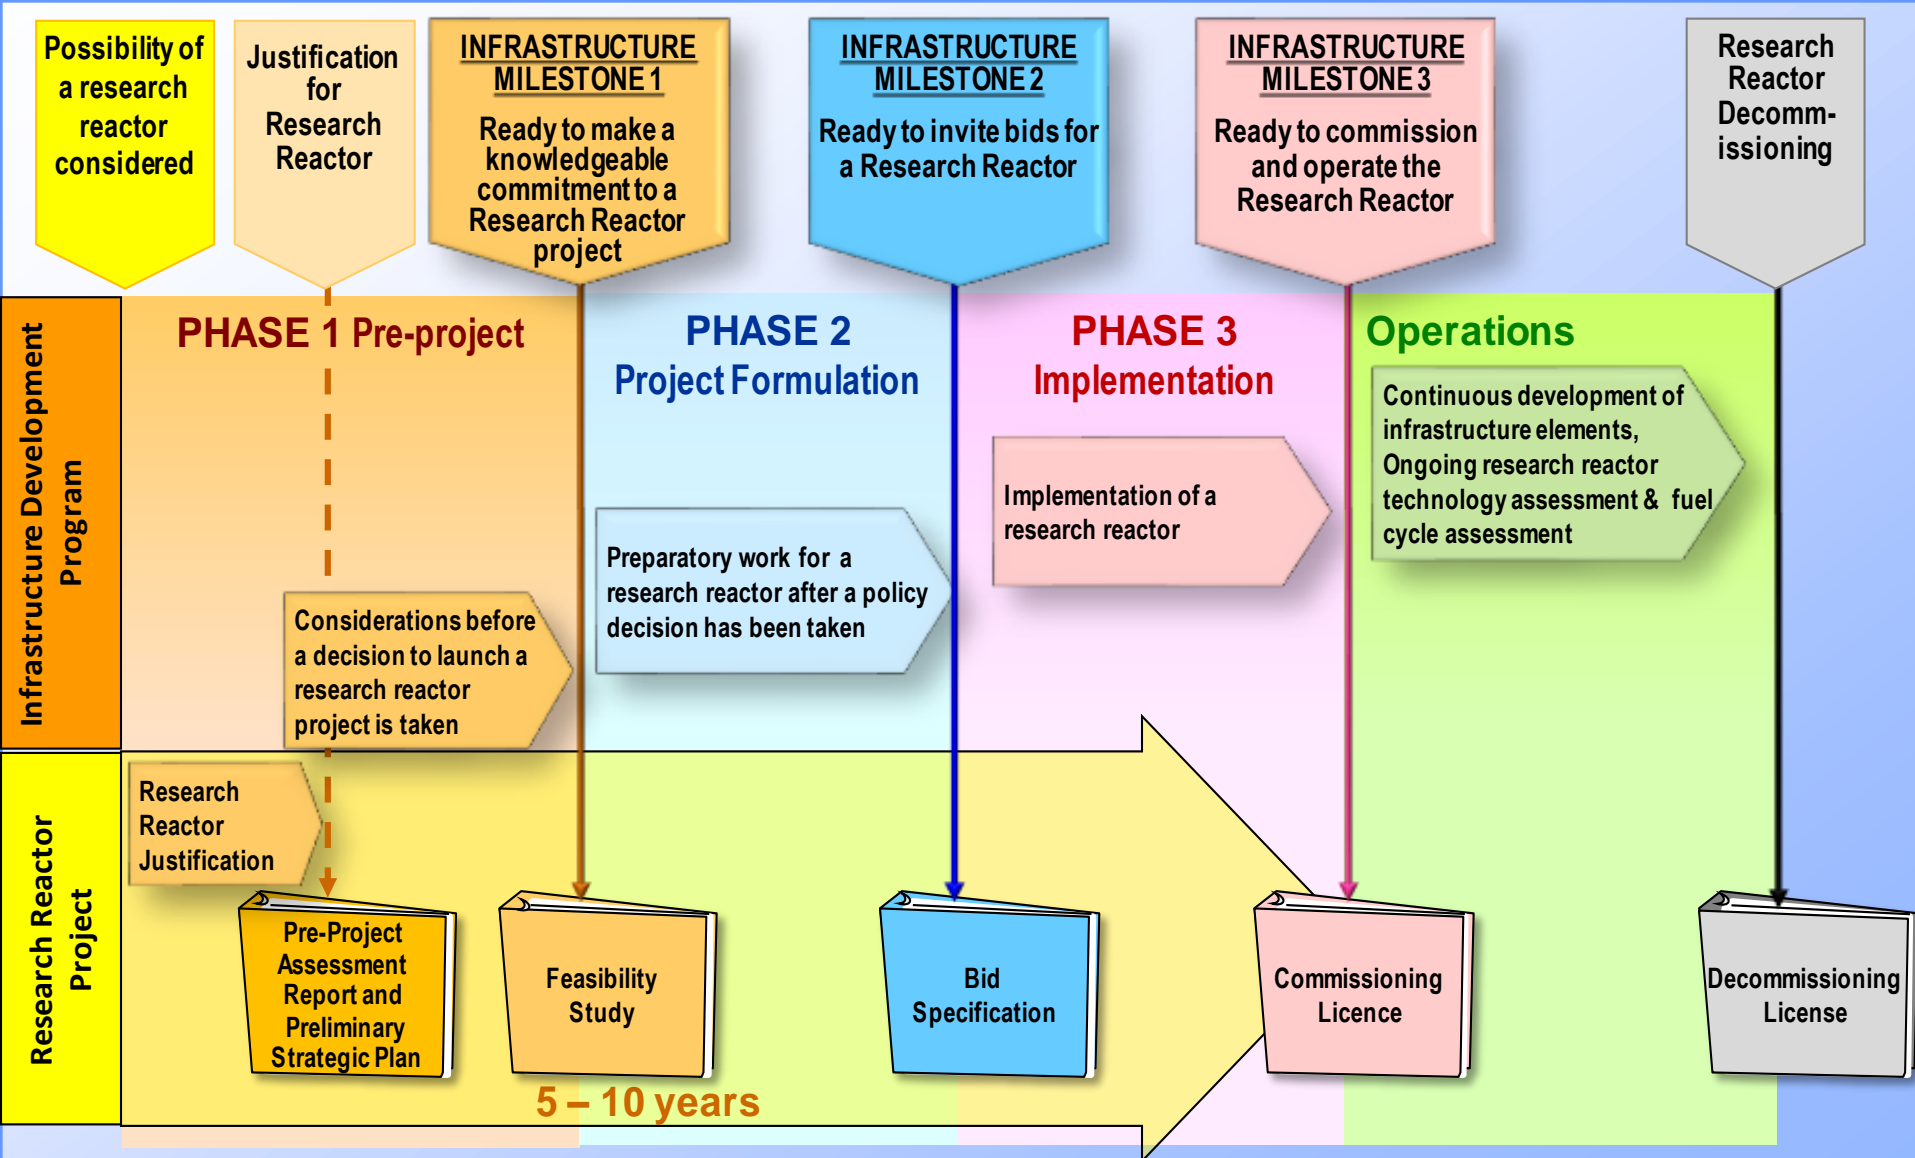 Possibility of
a research
reactor
considered
Justification
for
Research
Reactor
INFRASTRUCTURE
MILESTONE 1
Ready to make a
knowledgeable
commitment to a
Research Reactor
project
INFRASTRUCTURE
MILESTONE 2
Ready to invite bids for
a Research Reactor
INFRASTRUCTURE
MILESTONE 3
Ready to commission
and operate the
Research Reactor
Research
Reactor
Decomm-
issioning
Infrastructure Development
Program
PHASE 1 Pre-project
PHASE 2
Project Formulation
PHASE 3
Implementation
Operations
Considerations before
a decision to launch a
research reactor
project is taken
Preparatory work for a
research reactor after a policy
decision has been taken
Implementation of a
research reactor
Continuous development of
infrastructure elements,
Ongoing research reactor
technology assessment & fuel
cycle assessment
Research Reactor
Project
Research
Reactor
Justification
Pre-Project
Assessment
Report and
Preliminary
Strategic Plan
Feasibility
Study
Bid
Specification
Commissioning
Licence
Decommissioning
License
5 – 10 years